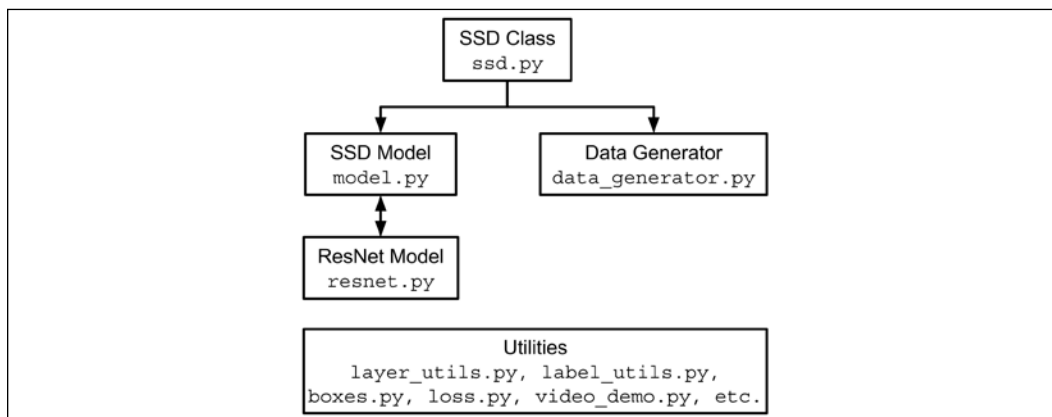 SSD Class
ssd.py
SSD Model
model.py
Data Generator
data_generator.py
ResNet Model
resnet.py
Utilities
layer_utils.py, label_utils.py,
boxes.py, loss.py, video_demo.py, etc.